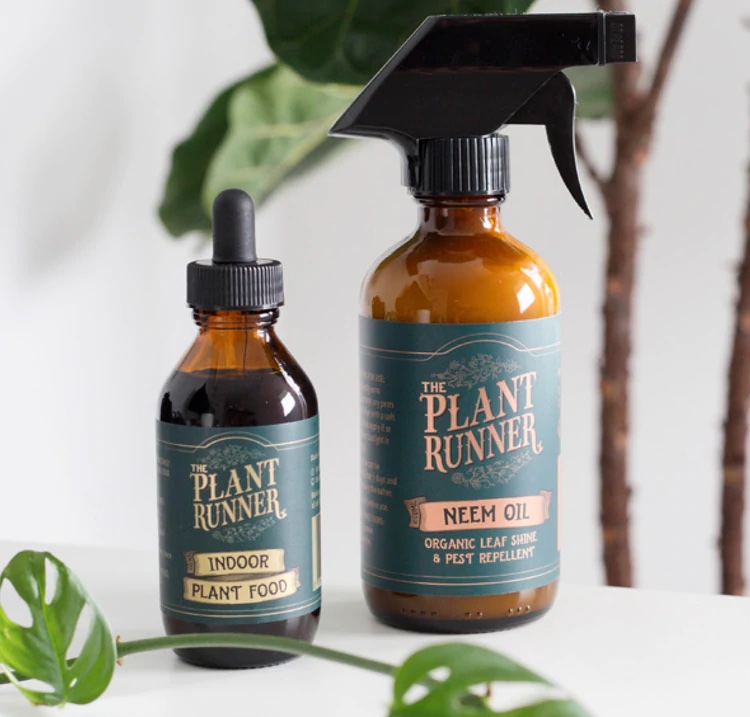 THE
PLANT
RUNNER
INDOOR
PLANT FOOD
THE
PLANT
RUNNER
NEEM OIL
ORGANIC LEAF SHINE
& PEST REPELLENT